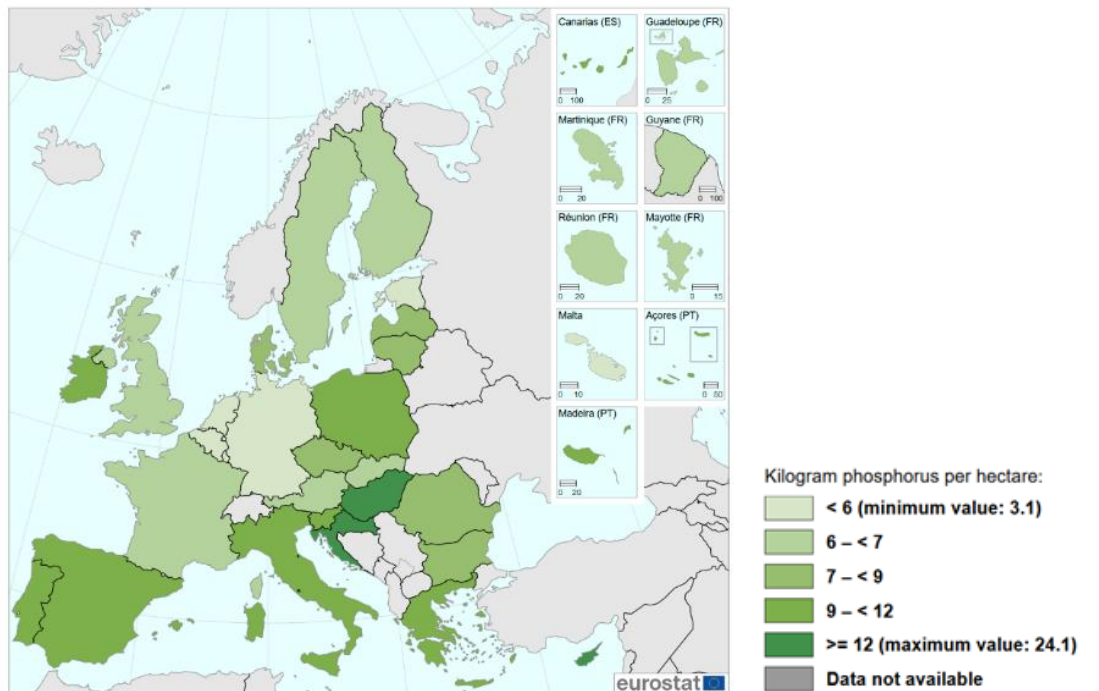 Canarias (ES)
0 100
Guadeloupe (FR)
0 25
Martinique (FR)
0 20
Guyane (FR)
0 100
Réunion (FR)
0 20
Mayotte (FR)
0 15
Malta
0 10
Açores (PT)
0 50
Madeira (PT)
0 20
eurostat
Kilogram phosphorus per hectare:
< 6 (minimum value: 3.1)
6 – < 7
7 – < 9
9 – < 12
>= 12 (maximum value: 24.1)
Data not available